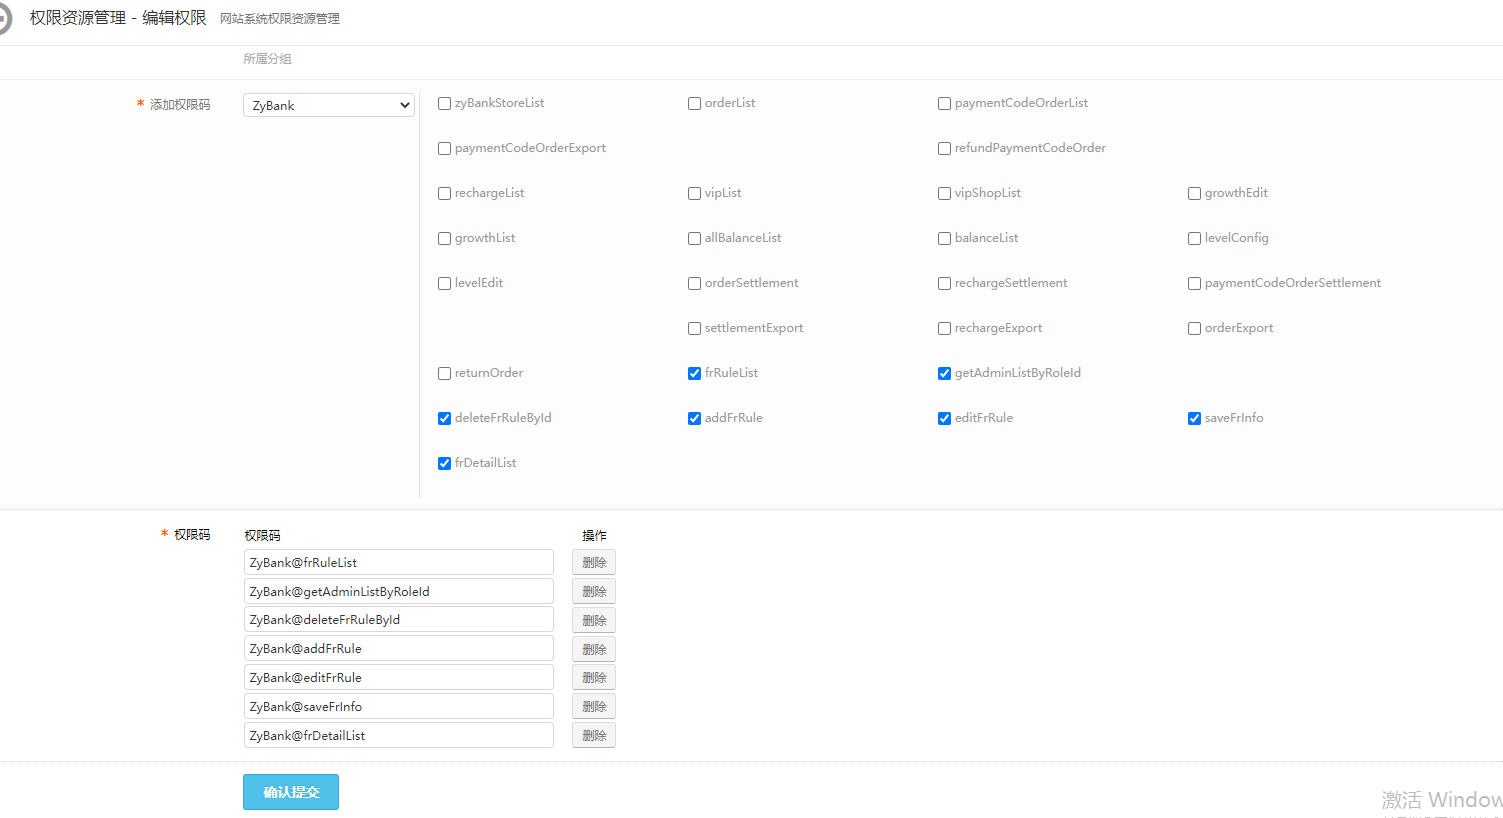 权限资源管理 - 编辑权限 网站系统权限资源管理
所属分组
* 添加权限码 ZyBank zyBankStoreList orderList paymentCodeOrderList
paymentCodeOrderExport refundPaymentCodeOrder
rechargeList vipList vipShopList growthEdit
growthList allBalanceList balanceList levelConfig
levelEdit orderSettlement rechargeSettlement paymentCodeOrderSettlement
settlementExport rechargeExport orderExport
returnOrder frRuleList getAdminListByRoleId
deleteFrRuleById addFrRule editFrRule saveFrInfo
frDetailList
* 权限码 权限码 操作
ZyBank@frRuleList 删除
ZyBank@getAdminListByRoleId 删除
ZyBank@deleteFrRuleById 删除
ZyBank@addFrRule 删除
ZyBank@editFrRule 删除
ZyBank@saveFrInfo 删除
ZyBank@frDetailList 删除
确认提交
激活 Window